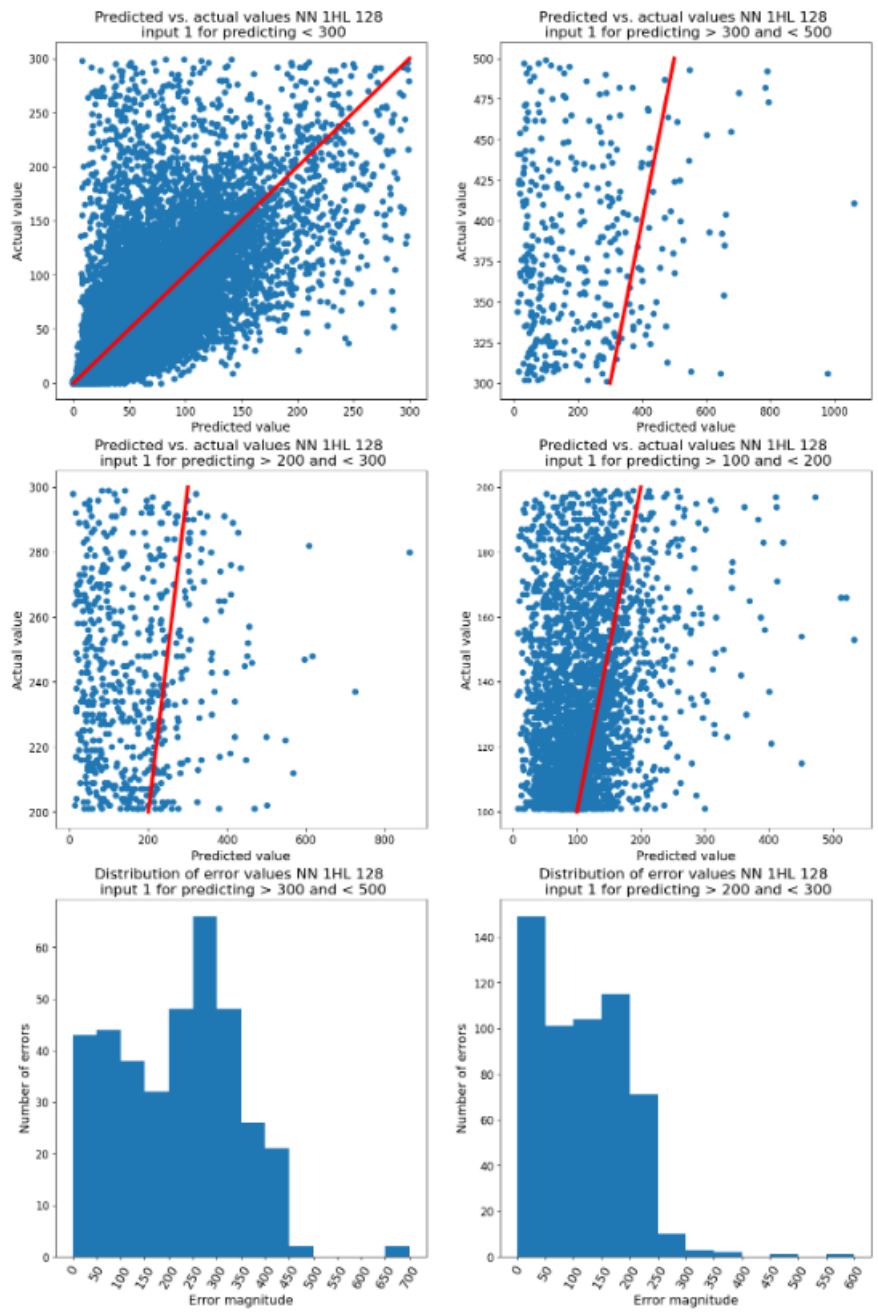 Predicted vs. actual values NN 1HL 128
input 1 for predicting < 300
300
250
200
150
100
50
0
Actual value
0 50 100 150 200 250 300
Predicted value
Predicted vs. actual values NN 1HL 128
input 1 for predicting > 300 and < 500
500
475
450
425
400
375
350
325
300
Actual value
0 200 400 600 800 1000
Predicted value
Predicted vs. actual values NN 1HL 128
input 1 for predicting > 200 and < 300
300
280
260
240
220
200
Actual value
0 200 400 600 800
Predicted value
Predicted vs. actual values NN 1HL 128
input 1 for predicting > 100 and < 200
200
180
160
140
120
100
Actual value
0 100 200 300 400 500
Predicted value
Distribution of error values NN 1HL 128
input 1 for predicting > 300 and < 500
60
50
40
30
20
10
0
Number of errors
0 50 100 150 200 250 300 350 400 450 500 650 700
Error magnitude
Distribution of error values NN 1HL 128
input 1 for predicting > 200 and < 300
140
120
100
80
60
40
20
0
Number of errors
0 50 100 150 200 250 300 350 400 450 500 550 600
Error magnitude